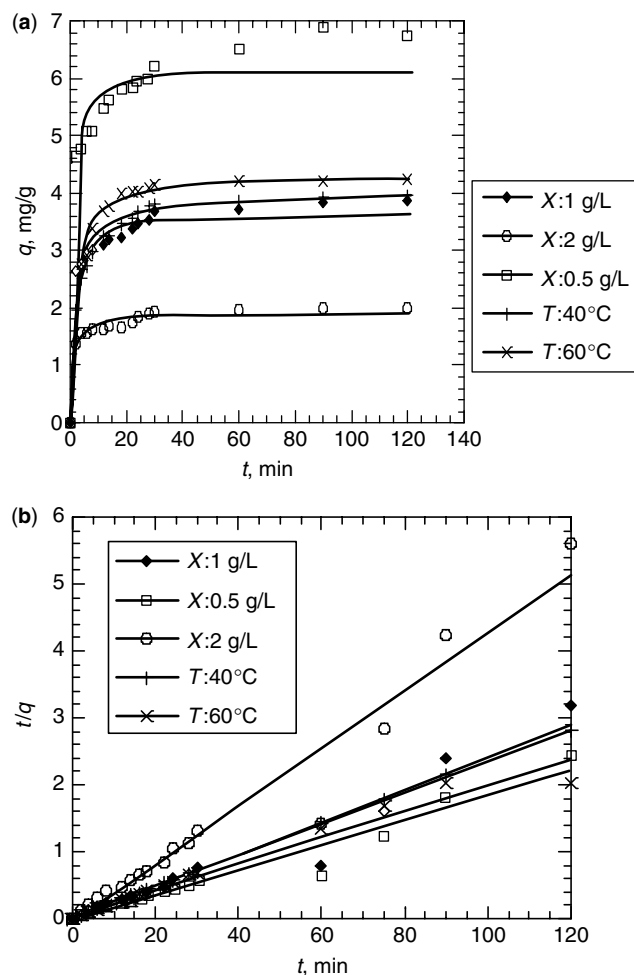 (a)
7
6
5
4
3
2
1
0
q, mg/g
0 20 40 60 80 100 120 140
t, min
X:1 g/L
X:2 g/L
X:0.5 g/L
T:40°C
T:60°C
(b)
6
5
4
3
2
1
0
t/q
X:1 g/L
X:0.5 g/L
X:2 g/L
T:40°C
T:60°C
0 20 40 60 80 100 120
t, min